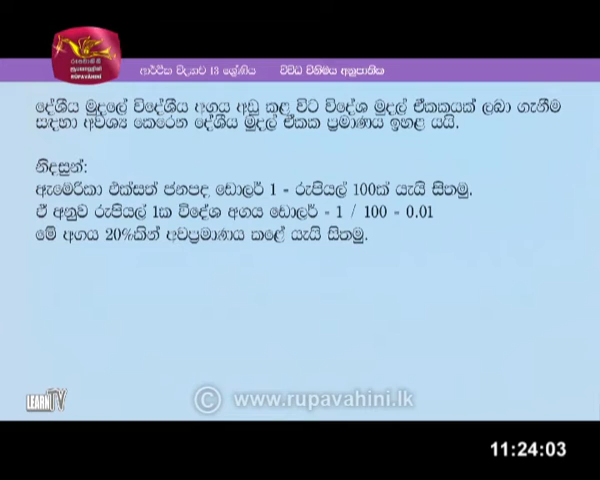 රූපවාහිනී
RUPAVAHINI
ආර්ථික විද්‍යාව 13 ශ්‍රේණිය විවිධ විනිමය අනුපාතික
දේශීය මුදලේ විදේශීය අගය අඩු කළ විට විදේශ මුදල් ඒකකයක් ලබා ගැනීම
සඳහා අවශ්‍ය කෙරෙන දේශීය මුදල් ඒකක ප්‍රමාණය ඉහළ යයි.
නිදසුන්:
ඇමෙරිකා එක්සත් ජනපද ඩොලර් 1 - රුපියල් 100ක් යැයි සිතමු.
ඒ අනුව රුපියල් 1ක විදේශ අගය ඩොලර් - 1 / 100 - 0.01
මේ අගය 20%කින් අවප්‍රමාණය කළේ යැයි සිතමු.
LEARN TV
© www.rupavahini.lk
11:24:03